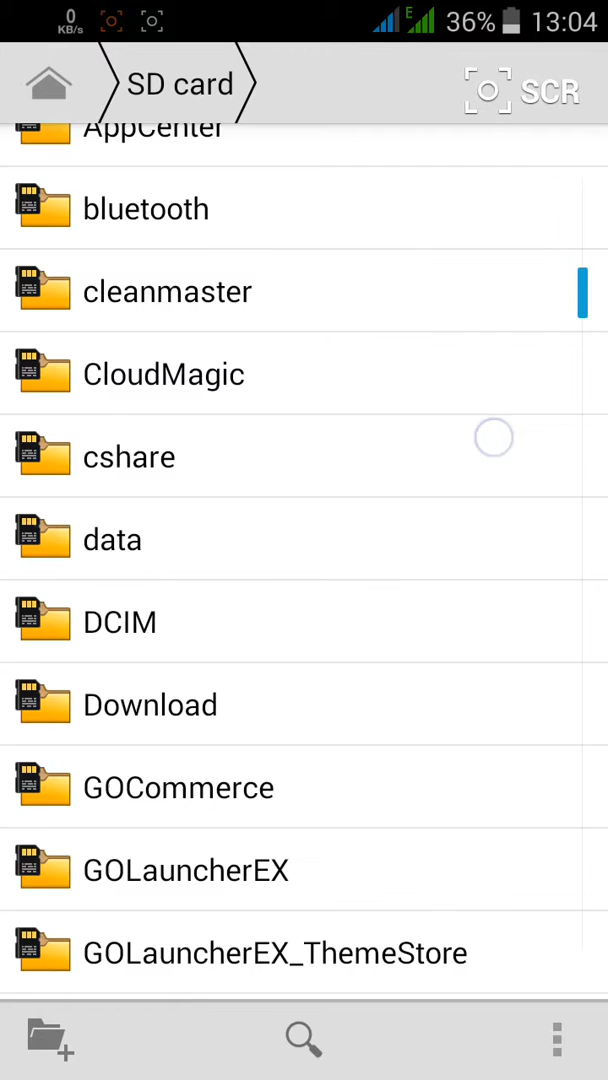 0
KB/s
E
36%
13:04
SD card
SCR
AppCenter
bluetooth
cleanmaster
CloudMagic
cshare
data
DCIM
Download
GOCommerce
GOLauncherEX
GOLauncherEX_ThemeStore